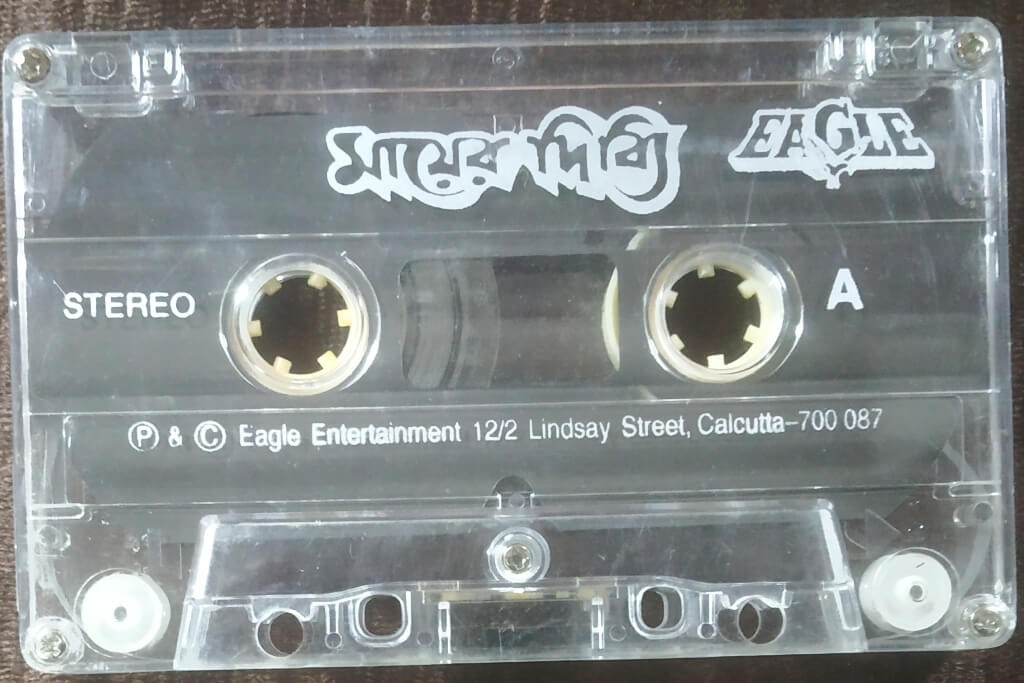 মায়ের দিব্যি
EAGLE
STEREO
A
Ⓟ & Ⓒ Eagle Entertainment 12/2 Lindsay Street, Calcutta-700 087